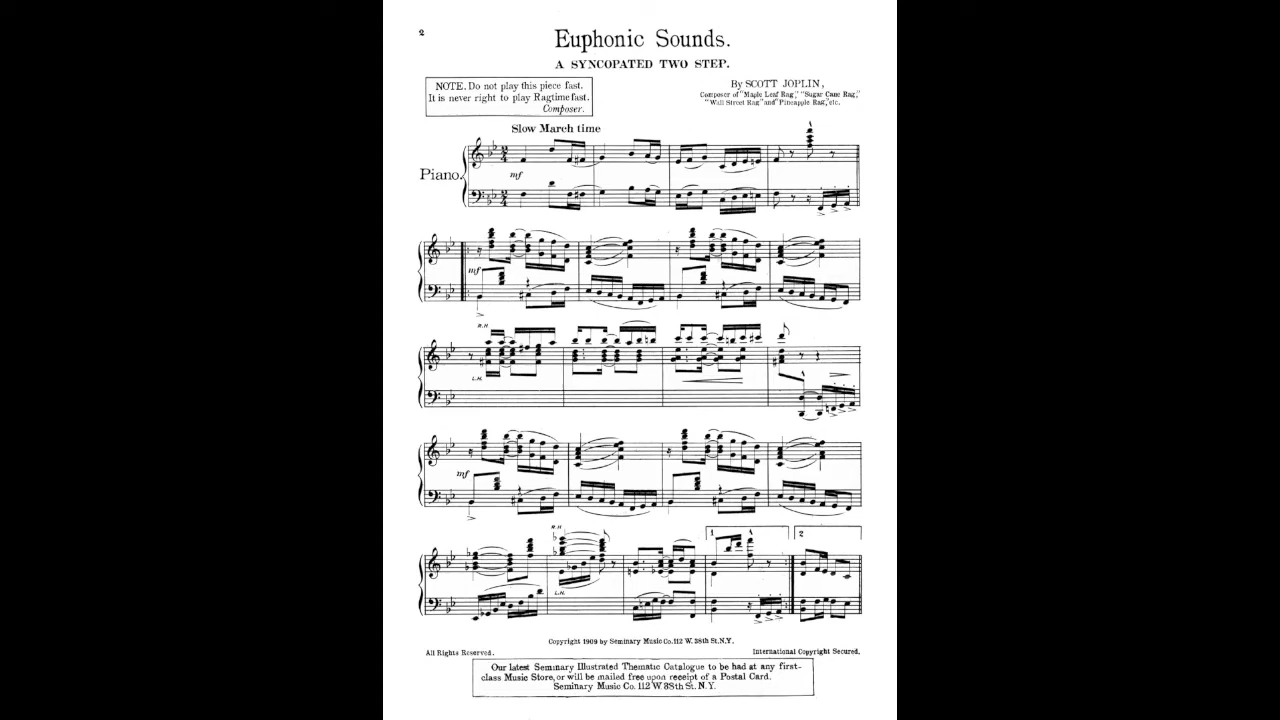 2
Euphonic Sounds.
A SYNCOPATED TWO STEP.
NOTE. Do not play this piece fast.
It is never right to play Ragtime fast.
Composer.
By SCOTT JOPLIN,
Composer of "Maple Leaf Rag," "Sugar Cane Rag,"
"Wall Street Rag" and "Pineapple Rag," etc.
Slow March time
Piano.
mf
mf
R.H
L.H.
mf
R.H
1
2
L.H.
Copyright 1909 by Seminary Music Co. 112 W. 38th St. N.Y.
All Rights Reserved.
International Copyright Secured.
Our latest Seminary Illustrated Thematic Catalogue to be had at any first-
class Music Store, or will be mailed free upon receipt of a Postal Card.
Seminary Music Co. 112 W 38th St. N.Y.